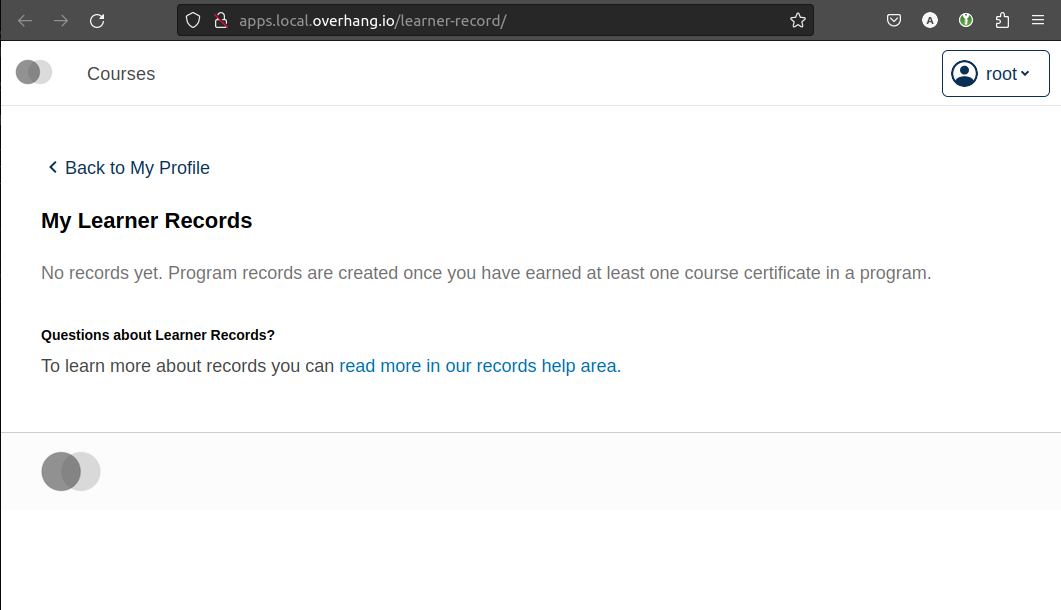 apps.local.overhang.io/learner-record/
A
Courses
root
Back to My Profile
My Learner Records
No records yet. Program records are created once you have earned at least one course certificate in a program.
Questions about Learner Records?
To learn more about records you can read more in our records help area.